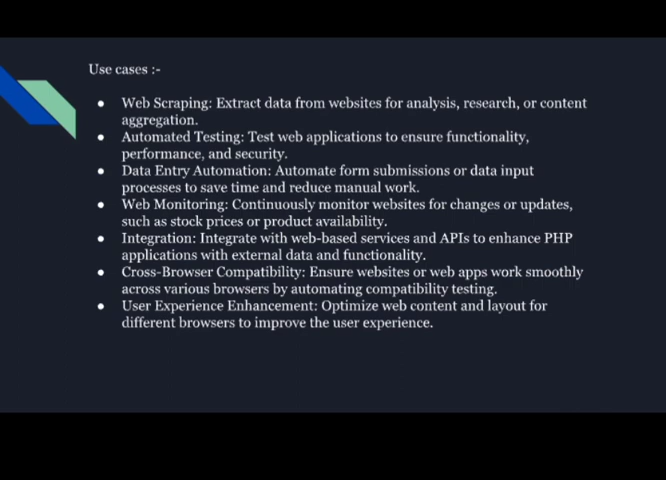 Use cases :-
● Web Scraping: Extract data from websites for analysis, research, or content
aggregation.
● Automated Testing: Test web applications to ensure functionality,
performance, and security.
● Data Entry Automation: Automate form submissions or data input
processes to save time and reduce manual work.
● Web Monitoring: Continuously monitor websites for changes or updates,
such as stock prices or product availability.
● Integration: Integrate with web-based services and APIs to enhance PHP
applications with external data and functionality.
● Cross-Browser Compatibility: Ensure websites or web apps work smoothly
across various browsers by automating compatibility testing.
● User Experience Enhancement: Optimize web content and layout for
different browsers to improve the user experience.